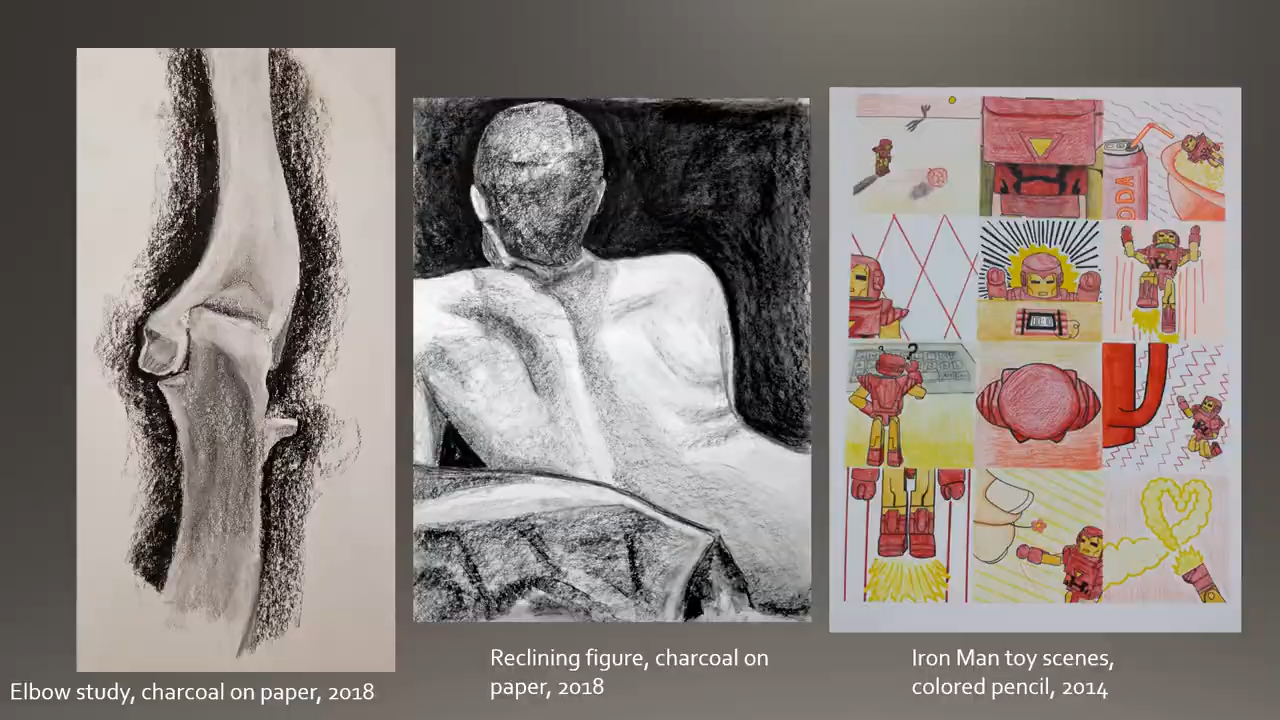 ODA
Elbow study, charcoal on paper, 2018
Reclining figure, charcoal on
paper, 2018
Iron Man toy scenes,
colored pencil, 2014